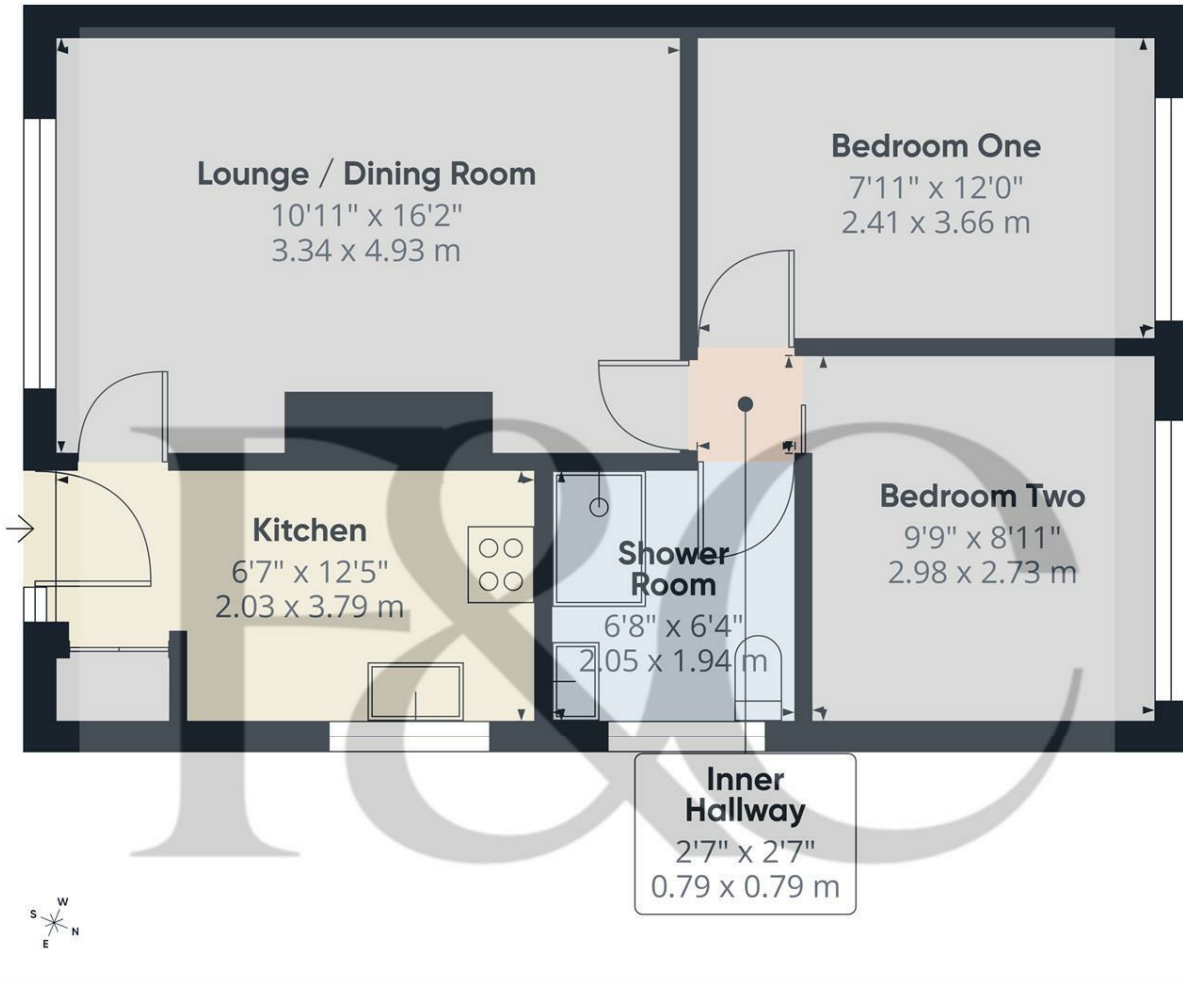 Lounge / Dining Room
10'11" x 16'2"
3.34 x 4.93 m
Bedroom One
7'11" x 12'0"
2.41 x 3.66 m
Kitchen
6'7" x 12'5"
2.03 x 3.79 m
Shower
Room
6'8" x 6'4"
2.05 x 1.94 m
Bedroom Two
9'9" x 8'11"
2.98 x 2.73 m
Inner
Hallway
2'7" x 2'7"
0.79 x 0.79 m
F&C
W
S
N
E